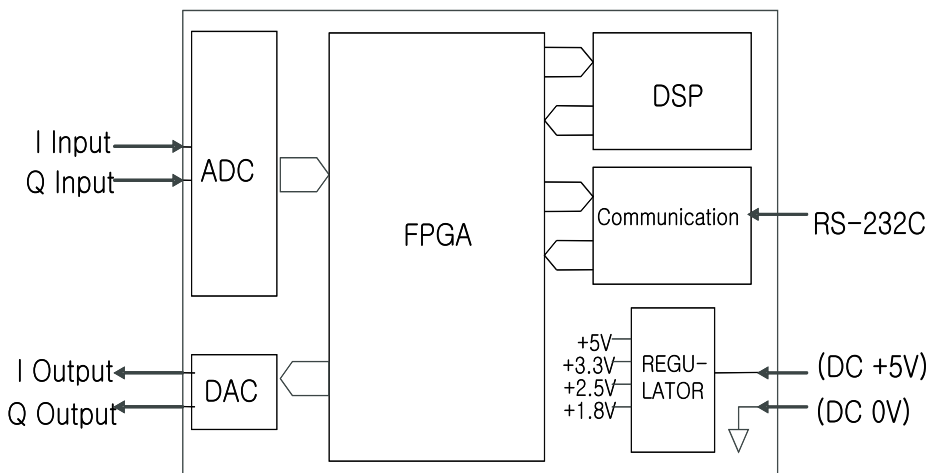 I Input
Q Input
ADC
I Output
Q Output
DAC
FPGA
DSP
Communication
RS-232C
+5V
+3.3V
+2.5V
+1.8V
REGU-
LATOR
(DC +5V)
(DC 0V)